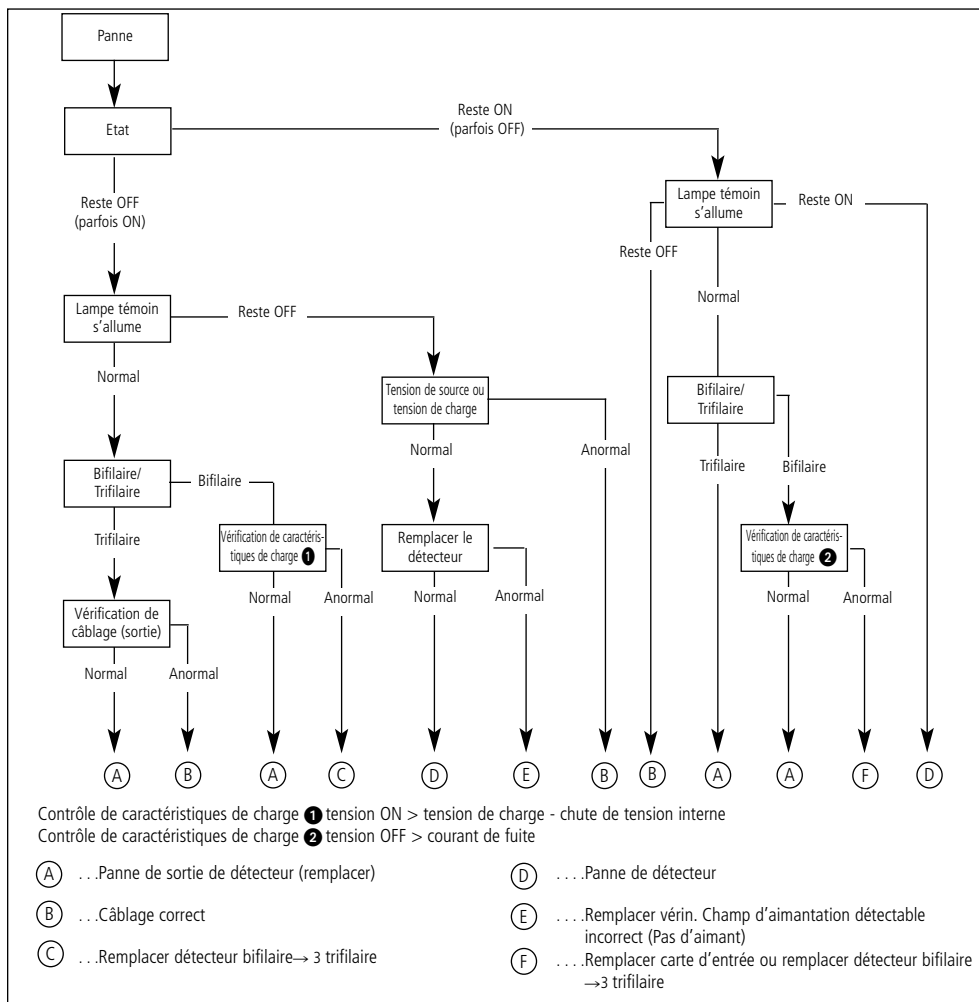 Panne
Etat
Reste ON
(parfois OFF)
Reste OFF
(parfois ON)
Lampe témoin
s'allume
Reste ON
Reste OFF
Normal
Lampe témoin
s'allume
Reste OFF
Normal
Tension de source ou
tension de charge
Normal
Anormal
Bifilaire/
Trifilaire
Trifilaire
Bifilaire
Bifilaire/
Trifilaire
Bifilaire
Trifilaire
Vérification de caractéris-
tiques de charge ❶
Normal
Anormal
Remplacer le
détecteur
Normal
Anormal
Vérification de caractéris-
tiques de charge ❷
Normal
Anormal
Vérification de
câblage (sortie)
Normal
Anormal
A B A C D E B B A A F D
Contrôle de caractéristiques de charge ❶ tension ON > tension de charge - chute de tension interne
Contrôle de caractéristiques de charge ❷ tension OFF > courant de fuite
A . . .Panne de sortie de détecteur (remplacer)
B . . .Câblage correct
C . . .Remplacer détecteur bifilaire→ 3 trifilaire
D . . . .Panne de détecteur
E . . . .Remplacer vérin. Champ d'aimantation détectable
incorrect (Pas d'aimant)
F . . . .Remplacer carte d'entrée ou remplacer détecteur bifilaire
→3 trifilaire